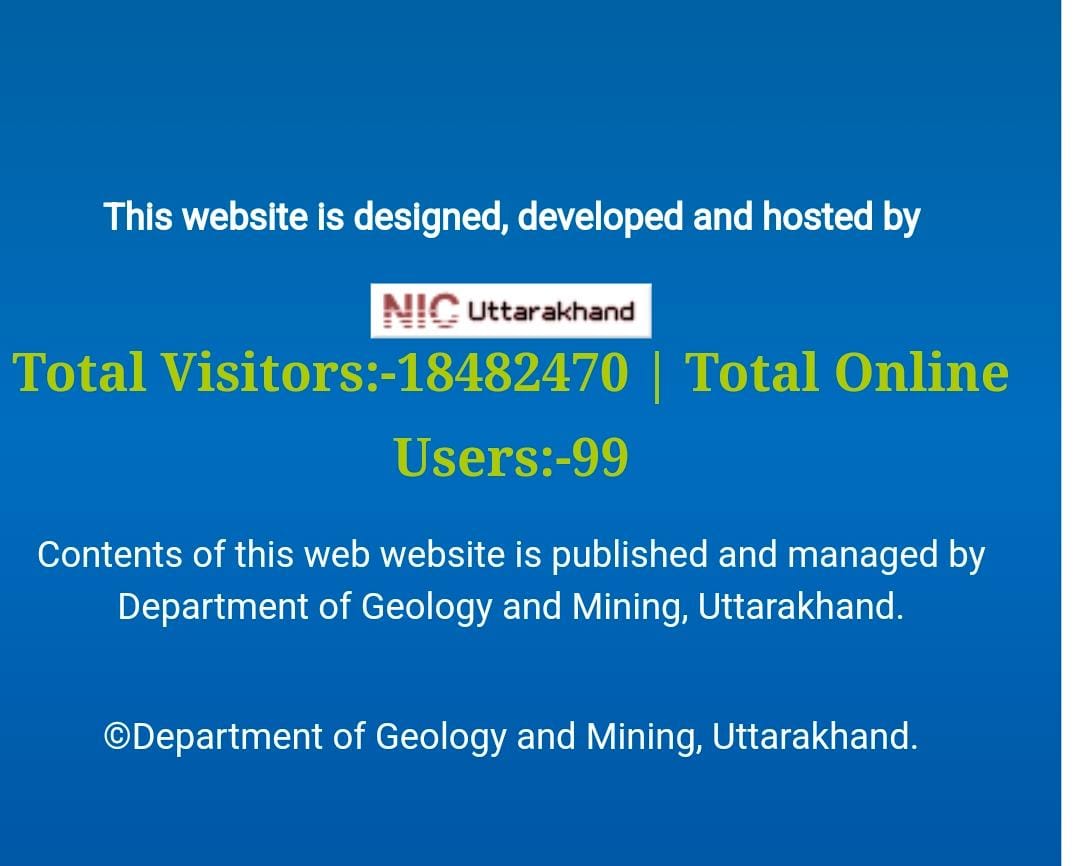 This website is designed, developed and hosted by
NIC Uttarakhand
Total Visitors:-18482470 | Total Online
Users:-99
Contents of this web website is published and managed by
Department of Geology and Mining, Uttarakhand.
©Department of Geology and Mining, Uttarakhand.